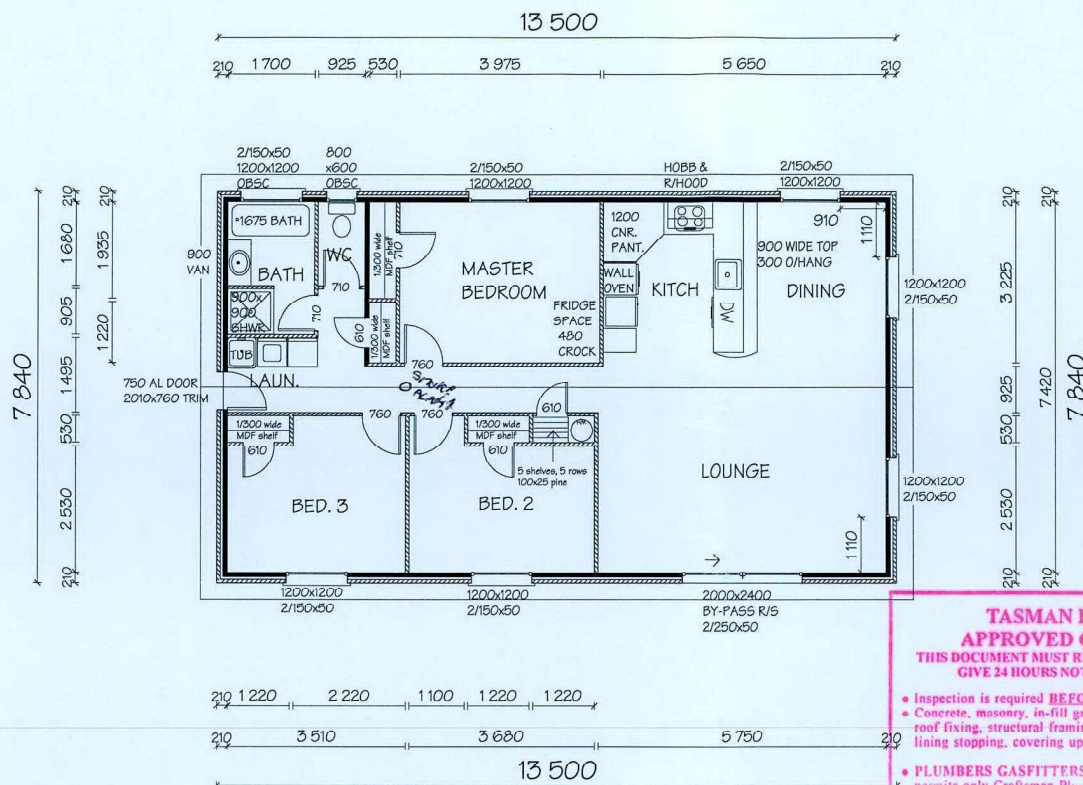 13 500
210 1 700 925 530 3 975 5 650 210
2/150x50
1200x1200
OBSC
800
x600
OBSC
2/150x50
1200x1200
HOBB &
R/HOOD
2/150x50
1200x1200
7 840
210
1 680
905
1 495
530
2 530
210
210
1 935
1 220
900
VAN
1675 BATH
BATH
900x
900
SHWR
TUB
LAUN.
WC
710
710
610
1/300 wide
MDF shelf
1/300 wide
MDF shelf
710
MASTER
BEDROOM
760
FRIDGE
SPACE
480
CROCK
1200
CNR.
PANT.
WALL
OVEN
KITCH
MC
900 WIDE TOP
300 O/HANG
910
1 110
DINING
1200x1200
2/150x50
750 AL DOOR
2010x760 TRIM
760
760
610
1/300 wide
MDF shelf
610
BED. 3
1/300 wide
MDF shelf
610
5 shelves, 5 rows
100x25 pine
BED. 2
LOUNGE
1 110
1200x1200
2/150x50
210
3 225
925
530
2 530
210
210
7 420
210
7 840
1200x1200
2/150x50
1200x1200
2/150x50
2000x2400
BY-PASS R/S
2/250x50
210 1 220 2 220 1 100 1 220 1 220
210 3 510 3 680 5 750 210
13 500
TASMAN
APPROVED
THIS DOCUMENT MUST
GIVE 24 HOURS
• Inspection is required
• Concrete, masonry, in-fill
roof fixing, structural
lining stopping, covering up
• PLUMBERS GASFITTERS